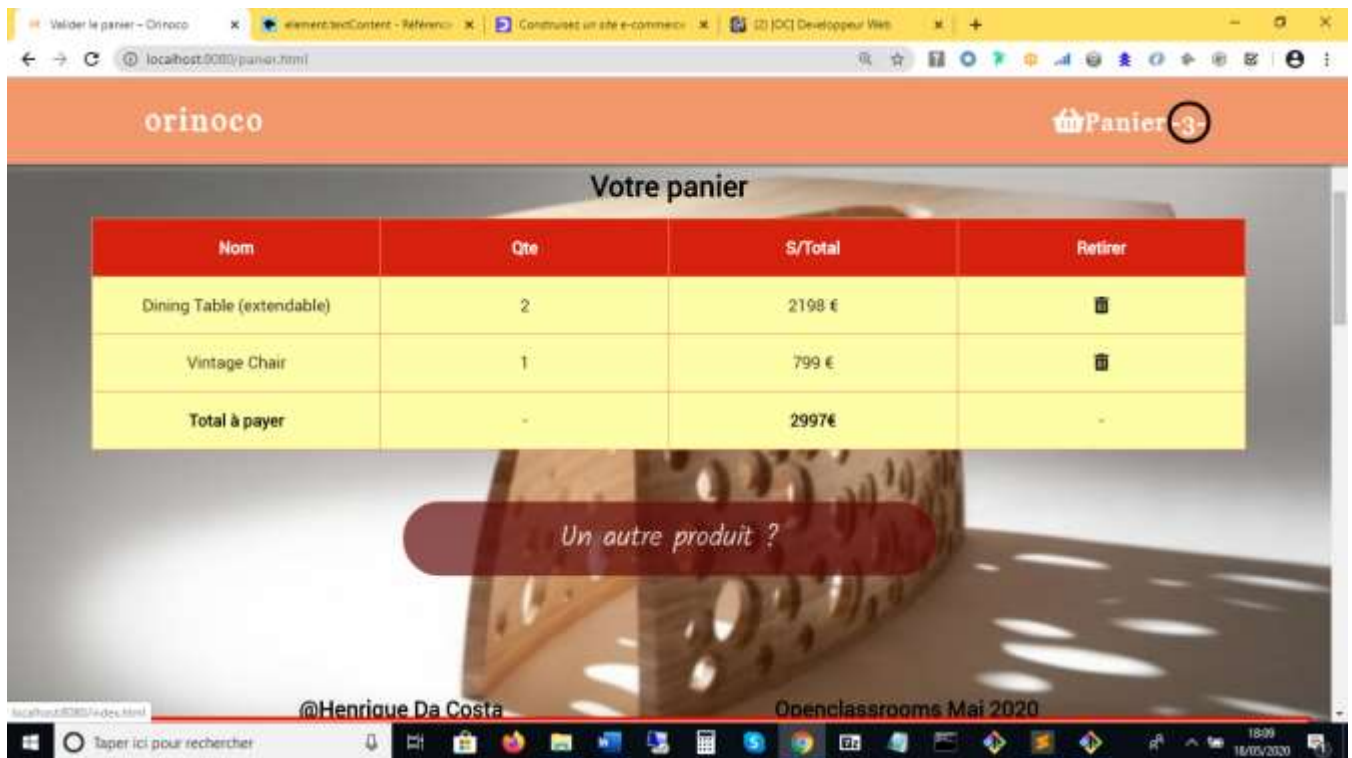 Valider le panier – Orinoco
element.textContent - Référenc
Construisez un site e-commerce
(2) [OC] Developpeur Web
localhost:8080/panier.html
orinoco
Panier -3-
Votre panier
Nom Qte S/Total Retirer
Dining Table (extendable) 2 2198 €
Vintage Chair 1 799 €
Total à payer - 2997€ -
Un autre produit ?
@Henrique Da Costa Openclassrooms Mai 2020
localhost:8080/index.html
Taper ici pour rechercher
18:09
18/05/2020